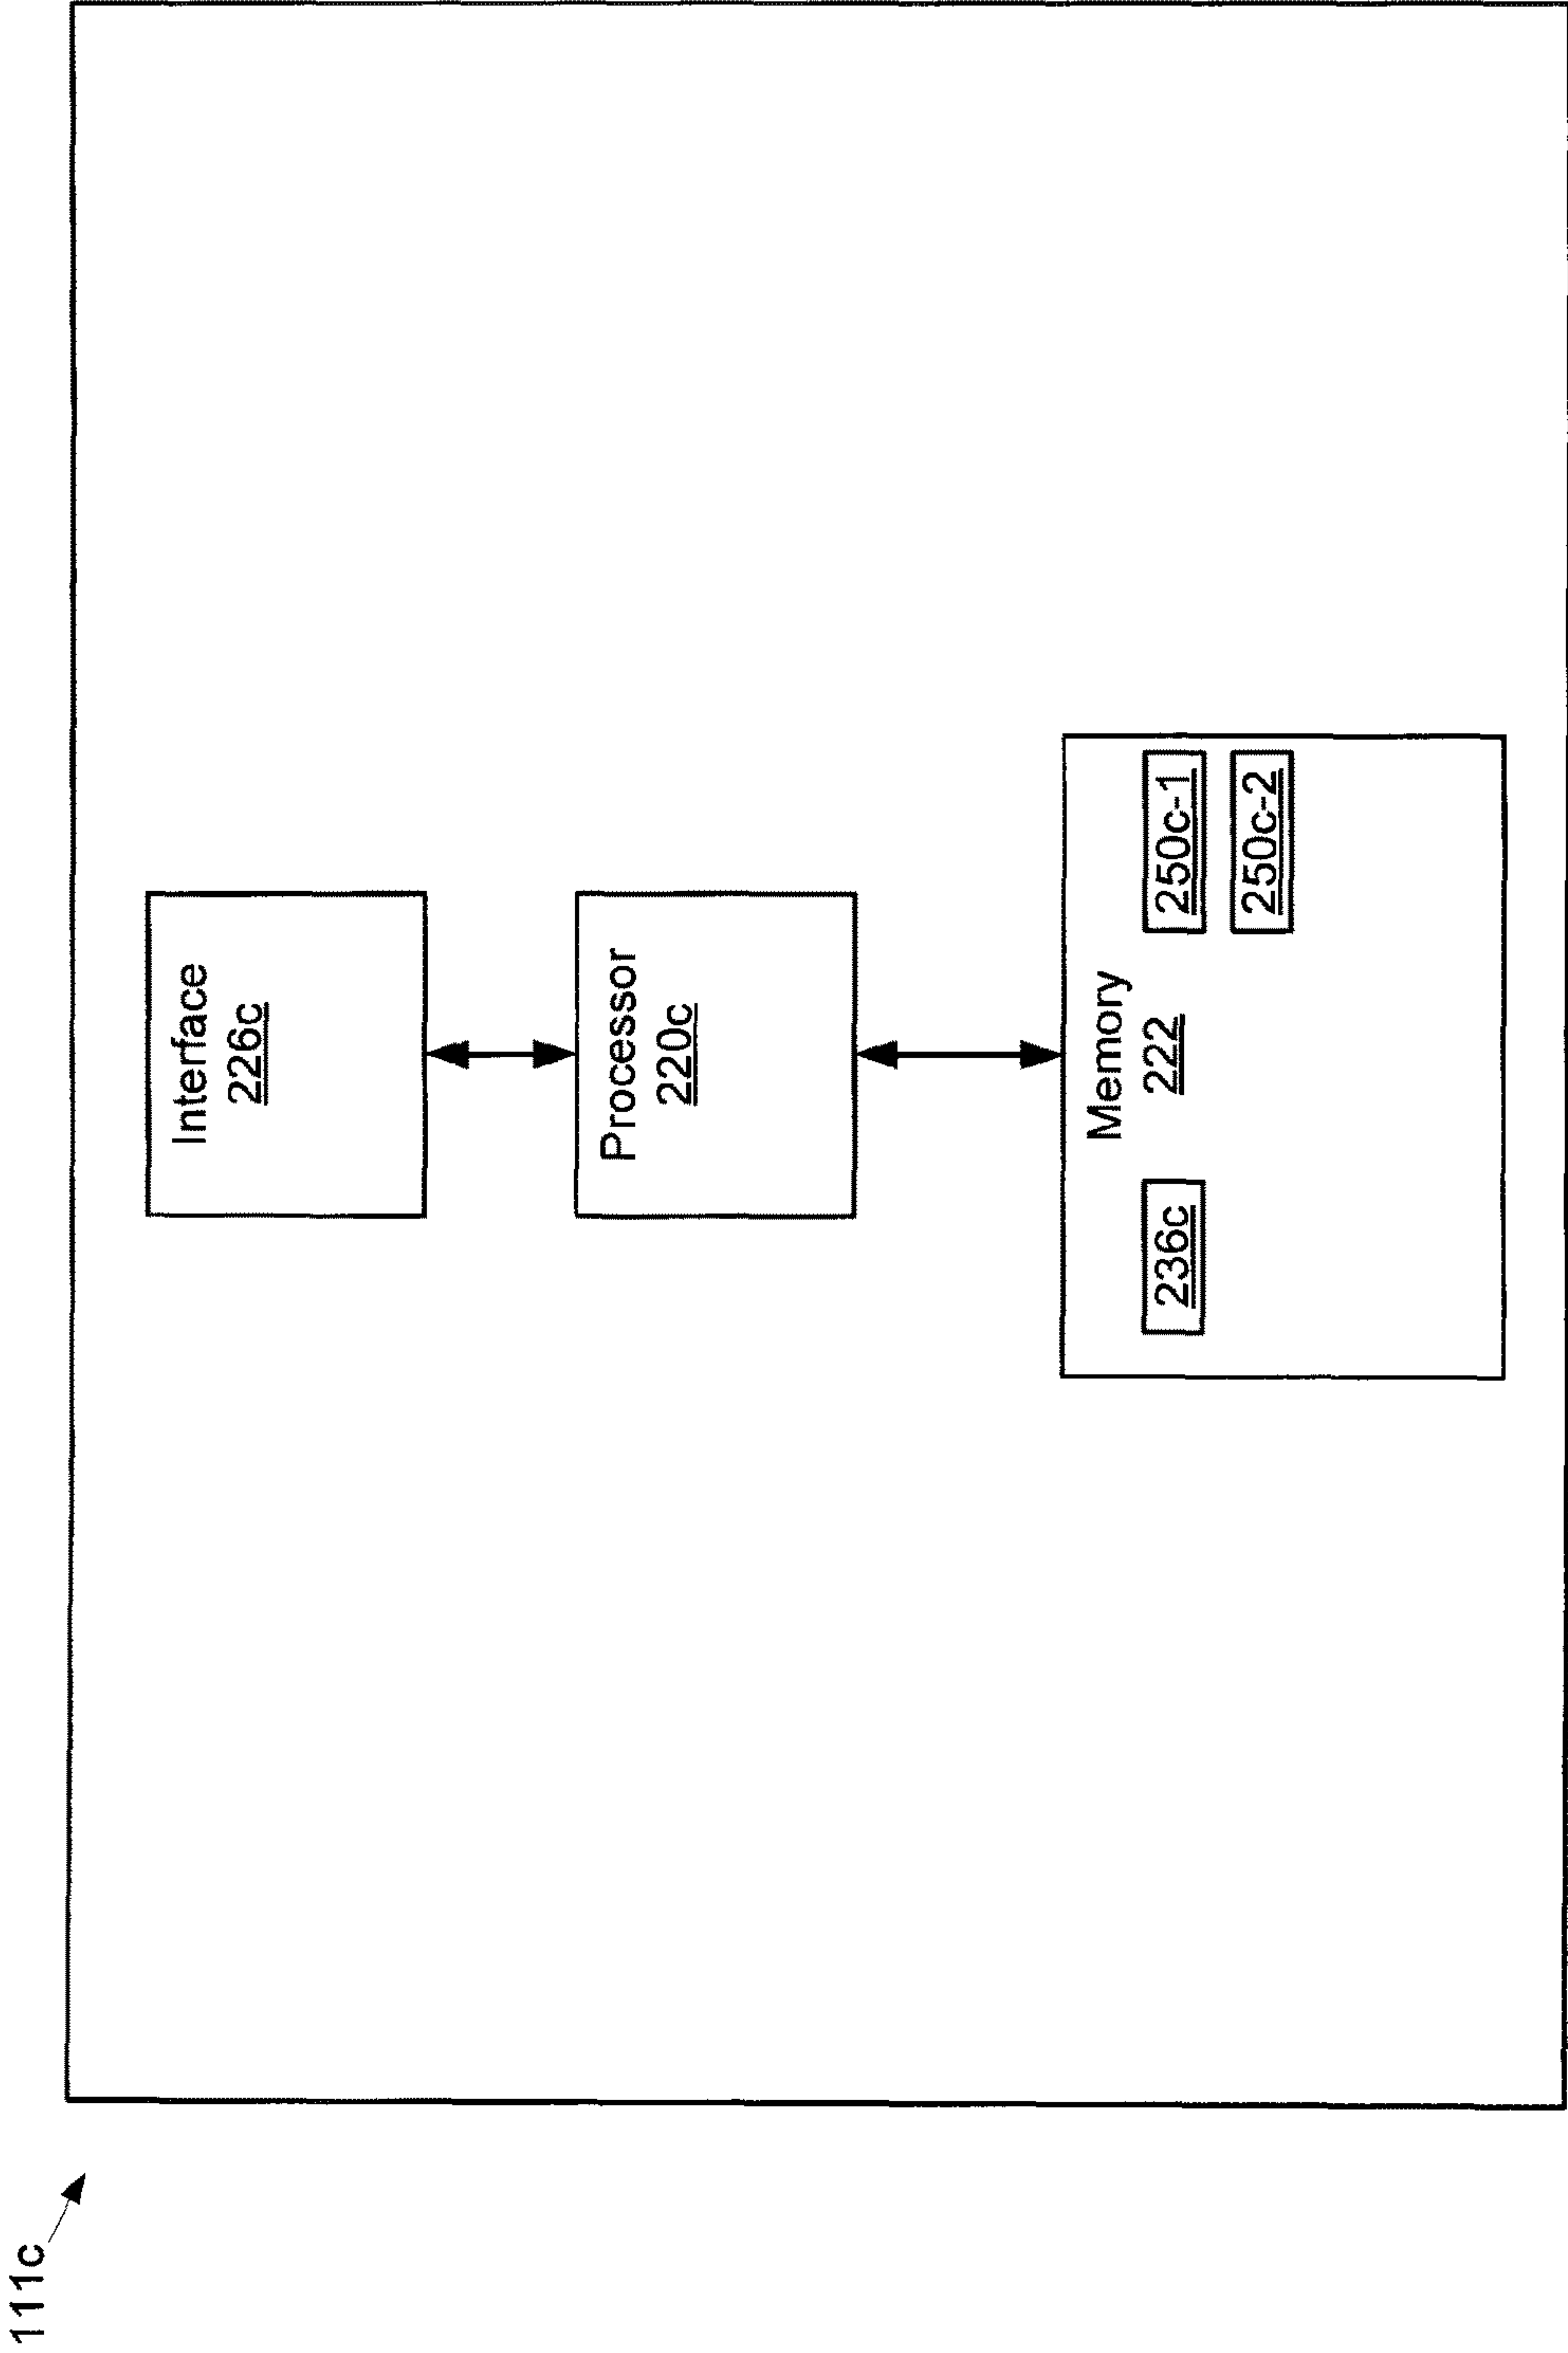 111c
Interface
226c
Processor
220c
Memory
236c
222
250c-1
250c-2